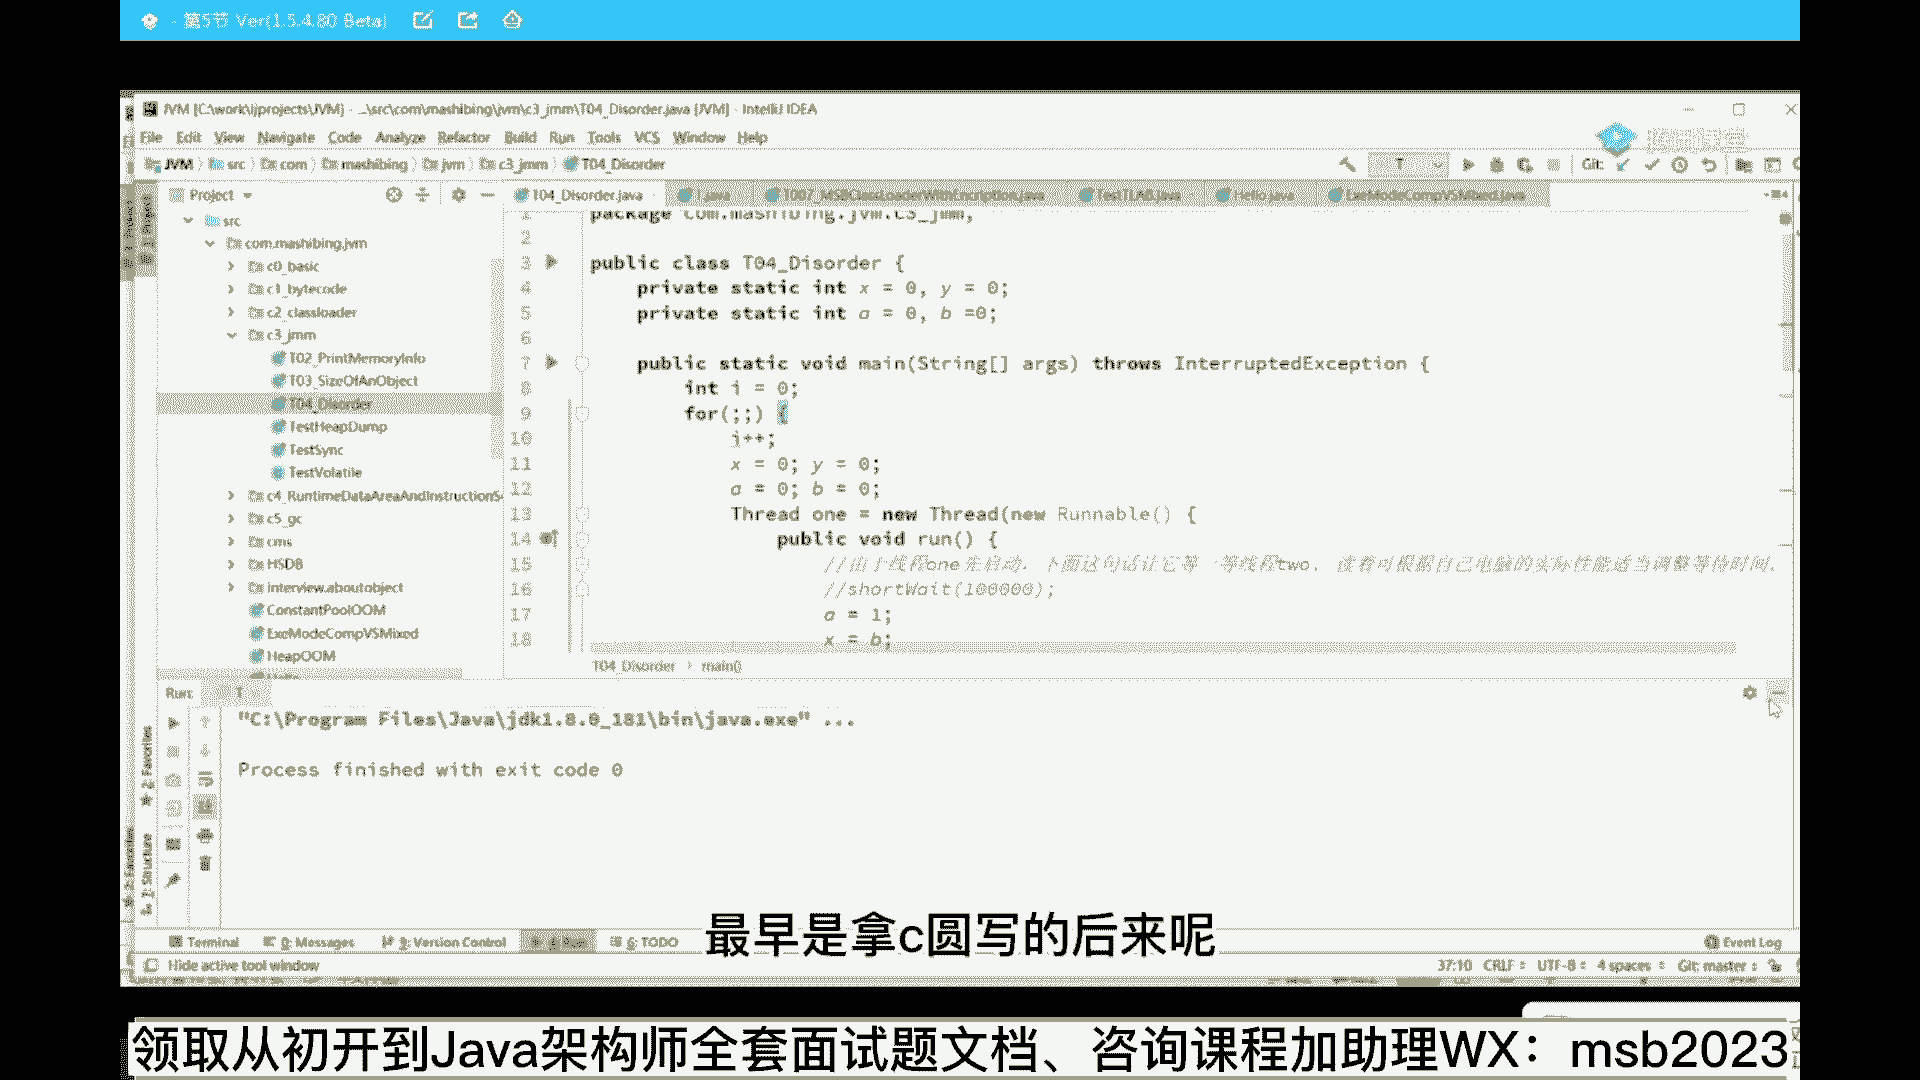 第5节 Ver(1.5.4.80 Beta)
JVM [C:\work\ijprojects\JVM] - ...\src\com\mashibing\jvm\c3_jmm\T04_Disorder.java [JVM] - IntelliJ IDEA
File Edit View Navigate Code Analyze Refactor Build Run Tools VCS Window Help
JVM src com mashibing jvm c3_jmm T04_Disorder
T
Git:
Project
T04_Disorder.java
T007_MSBClassLoaderWithEncription.java
TestTLAB.java
Hello.java
ExeModeCompVSMixed.java
src
com.mashibing.jvm
c0_basic
c1_bytecode
c2_classloader
c3_jmm
T02_PrintMemoryInfo
T03_SizeOfAnObject
T04_Disorder
TestHeapDump
TestSync
TestVolatile
c4_RuntimeDataAreaAndInstructionS
c5_gc
cms
HSDB
interview.aboutobject
ConstantPoolOOM
ExeModeCompVSMixed
HeapOOM
1 package com.mashibing.jvm.c3_jmm;
2
3 public class T04_Disorder {
4 private static int x = 0, y = 0;
5 private static int a = 0, b =0;
6
7 public static void main(String[] args) throws InterruptedException {
8 int i = 0;
9 for(;;) {
10 i++;
11 x = 0; y = 0;
12 a = 0; b = 0;
13 Thread one = new Thread(new Runnable() {
14 public void run() {
15 //由于线程one先启动，下面这句话让它等一等线程two. 读者可根据自己电脑的实际性能适当调整等待时间.
16 //shortWait(100000);
17 a = 1;
18 x = b;
T04_Disorder main()
Run: T
"C:\Program Files\Java\jdk1.8.0_181\bin\java.exe" ...
Process finished with exit code 0
1: Project
2: Favorites
7: Structure
Terminal 0: Messages 9: Version Control 4: Run 6: TODO
Event Log
Hide active tool window
37:10 CRLF UTF-8 4 spaces Git: master
最早是拿c圆写的后来呢
领取从初开到Java架构师全套面试题文档、咨询课程加助理WX：msb2023